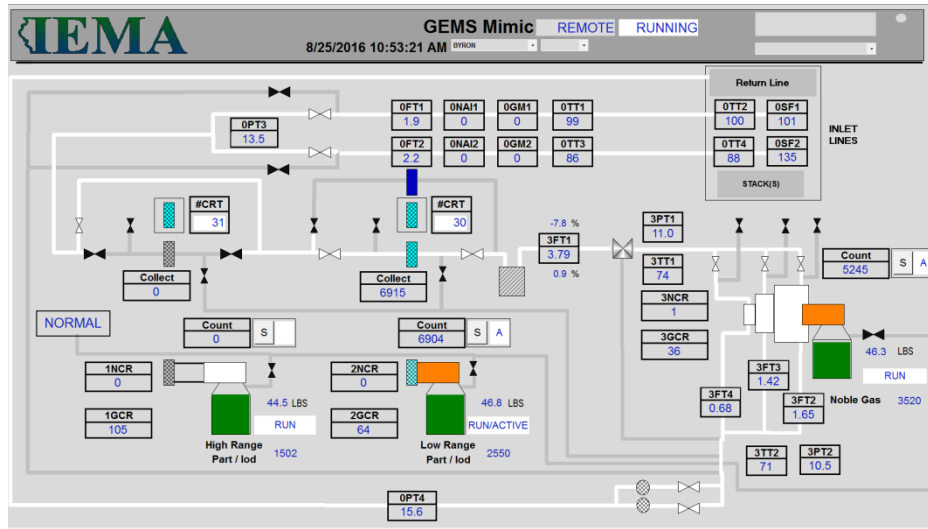 IEMA
GEMS Mimic REMOTE RUNNING
8/25/2016 10:53:21 AM BYRON
Return Line
0FT1 0NAI1 0GM1 0TT1 0TT2 0SF1
1.9 0 0 99 100 101
0PT3
13.5
INLET
LINES
0FT2 0NAI2 0GM2 0TT3 0TT4 0SF2
2.2 0 0 86 88 135
STACK(S)
#CRT #CRT
31 30
-7.8 %
3FT1
3.79
0.9 %
3PT1
11.0
3TT1
74
Collect Collect
0 6915
Count S A
5245
3NCR
1
NORMAL
Count S
0
Count S A
6904
3GCR
36
46.3 LBS
RUN
1NCR 2NCR
0 0
3FT3
1.42
3FT4
0.68
3FT2
1.65
Noble Gas 3520
44.5 LBS 46.8 LBS
1GCR RUN 2GCR RUN/ACTIVE
105 64
High Range
Part / Iod 1502
Low Range
Part / Iod 2550
3TT2 3PT2
71 10.5
0PT4
15.6